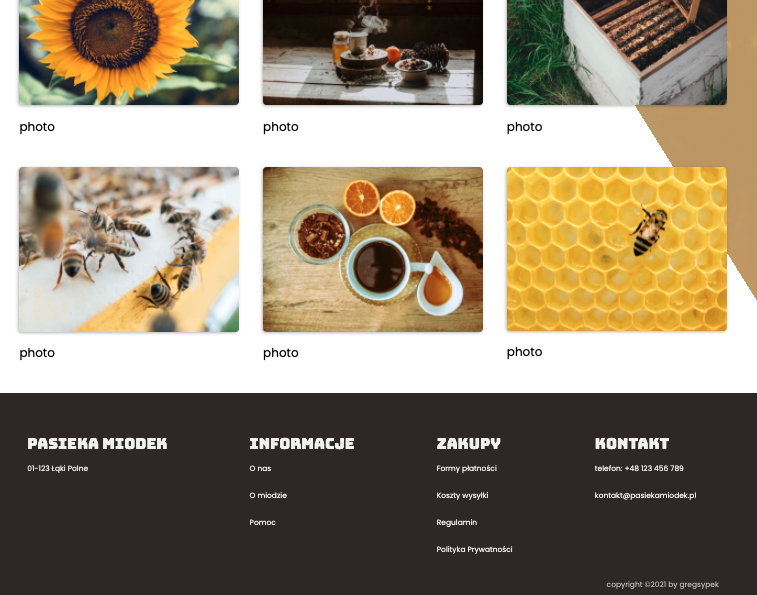 photo
photo
photo
photo
photo
photo
PASIEKA MIODEK
01-123 Łąki Polne
INFORMACJE
O nas
O miodzie
Pomoc
ZAKUPY
Formy płatności
Koszty wysyłki
Regulamin
Polityka Prywatności
KONTAKT
telefon: +48 123 456 789
kontakt@pasiekamiodek.pl
copyright ©2021 by gregsypek